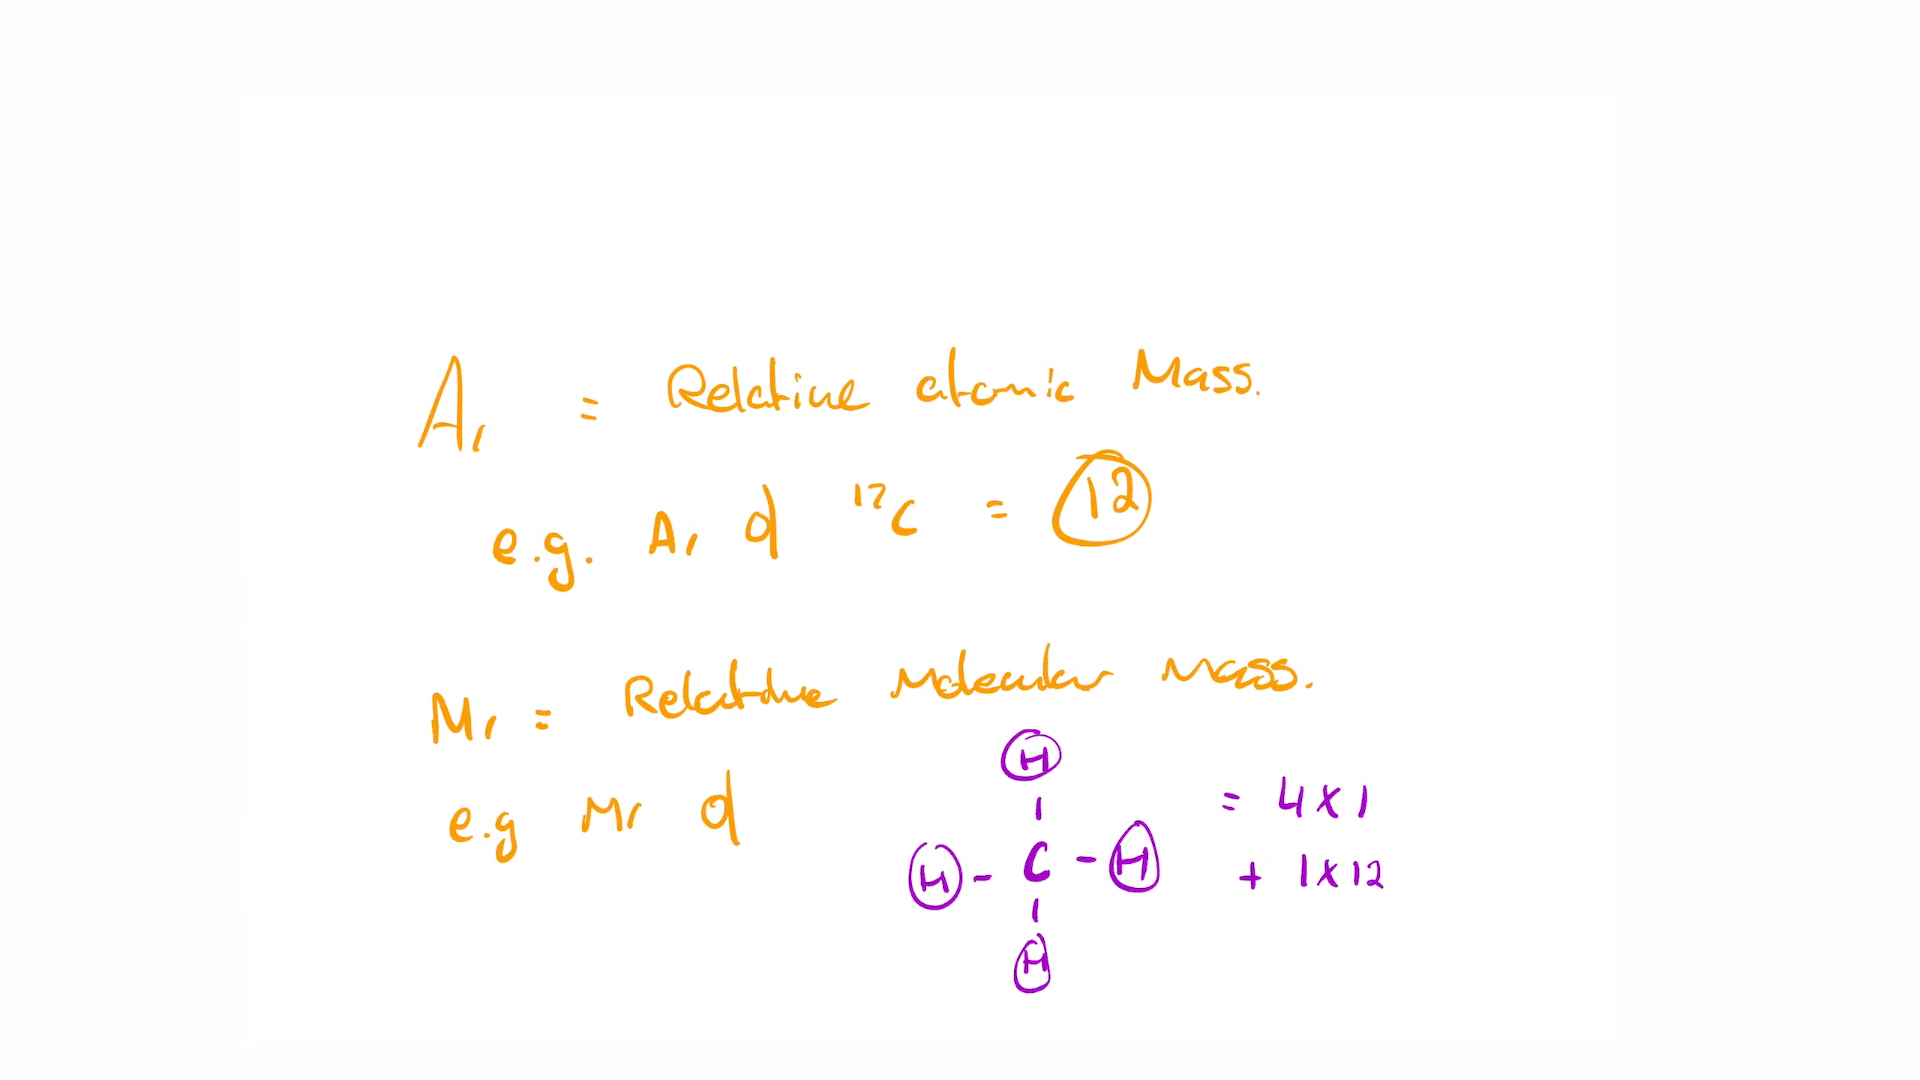 Ar = Relative atomic Mass.
e.g. Ar of ¹²C = 12
Mr = Relative Molecular Mass.
e.g Mr of
H
H - C - H
H
= 4 x 1
+ 1 x 12